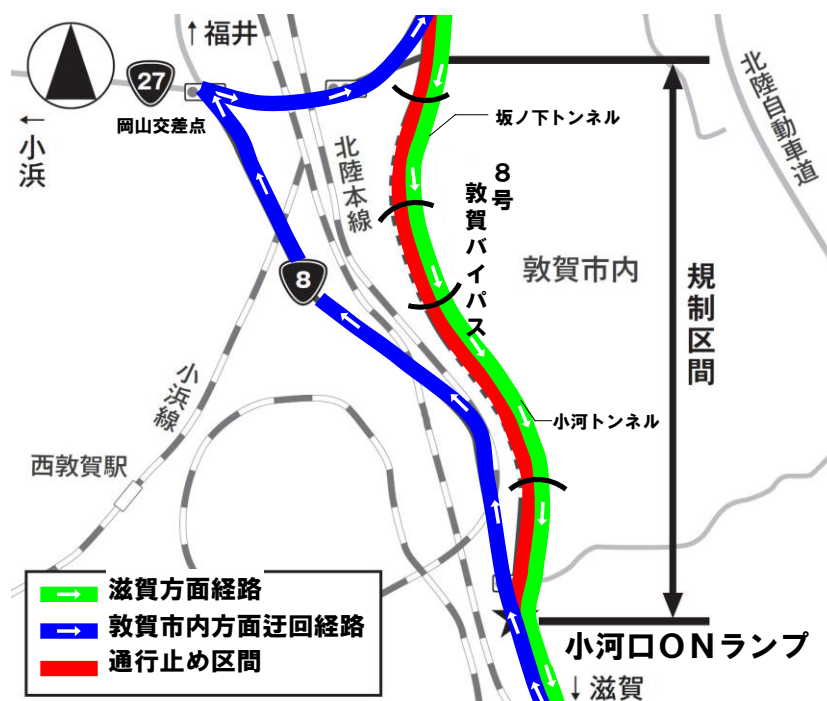 ↑福井
27
岡山交差点
←
小浜
北陸本線
坂ノ下トンネル
8号
敦賀バイパス
北陸自動車道
敦賀市内
規制区間
8
小浜線
小河トンネル
西敦賀駅
滋賀方面経路
敦賀市内方面迂回経路
通行止め区間
小河口ONランプ
↓滋賀